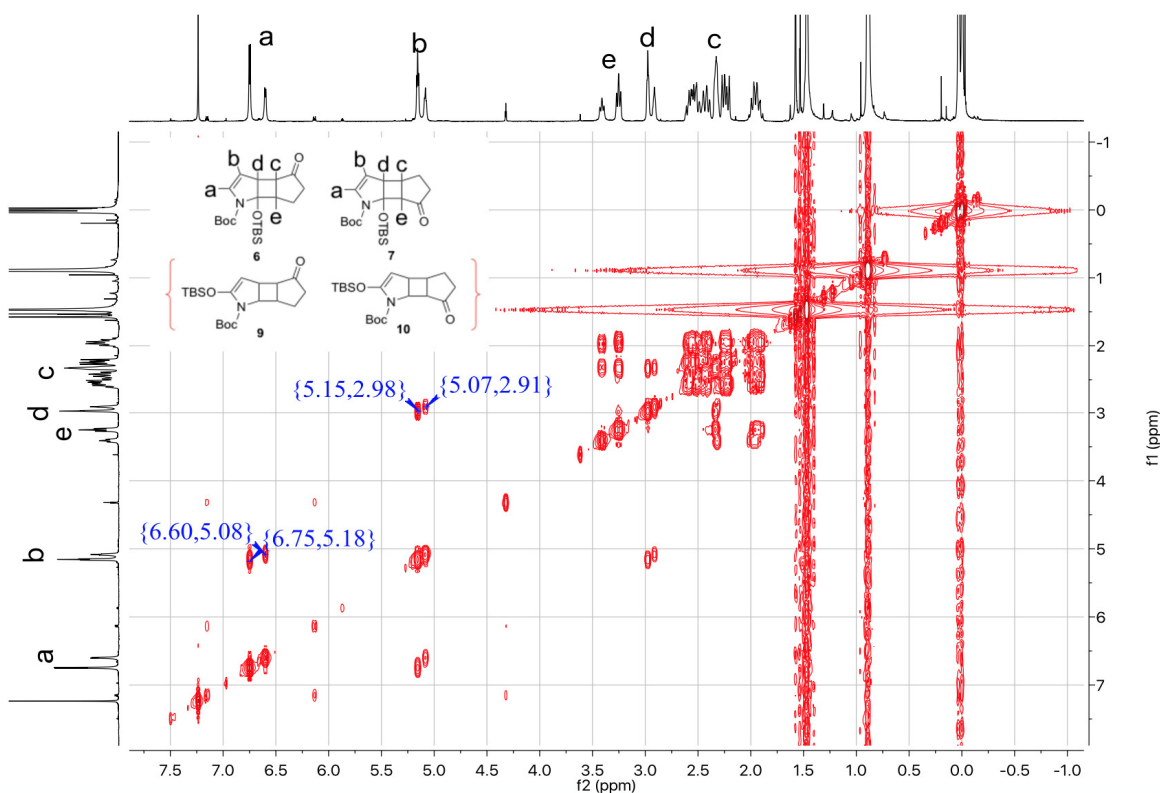 a
b
e
d
c
b
d
c
O
a
N
BocN
e
OTBS
6
b
d
c
a
N
Boc
e
O
OTBS
7
O
TBSO
N
Boc
9
TBSO
N
Boc
O
10
{5.15,2.98}
{5.07,2.91}
{6.60,5.08}
{6.75,5.18}
c
d
e
b
a
-1
0
1
2
3
4
5
6
7
f1 (ppm)
7.5 7.0 6.5 6.0 5.5 5.0 4.5 4.0 3.5 3.0 2.5 2.0 1.5 1.0 0.5 0.0 -0.5 -1.0
f2 (ppm)